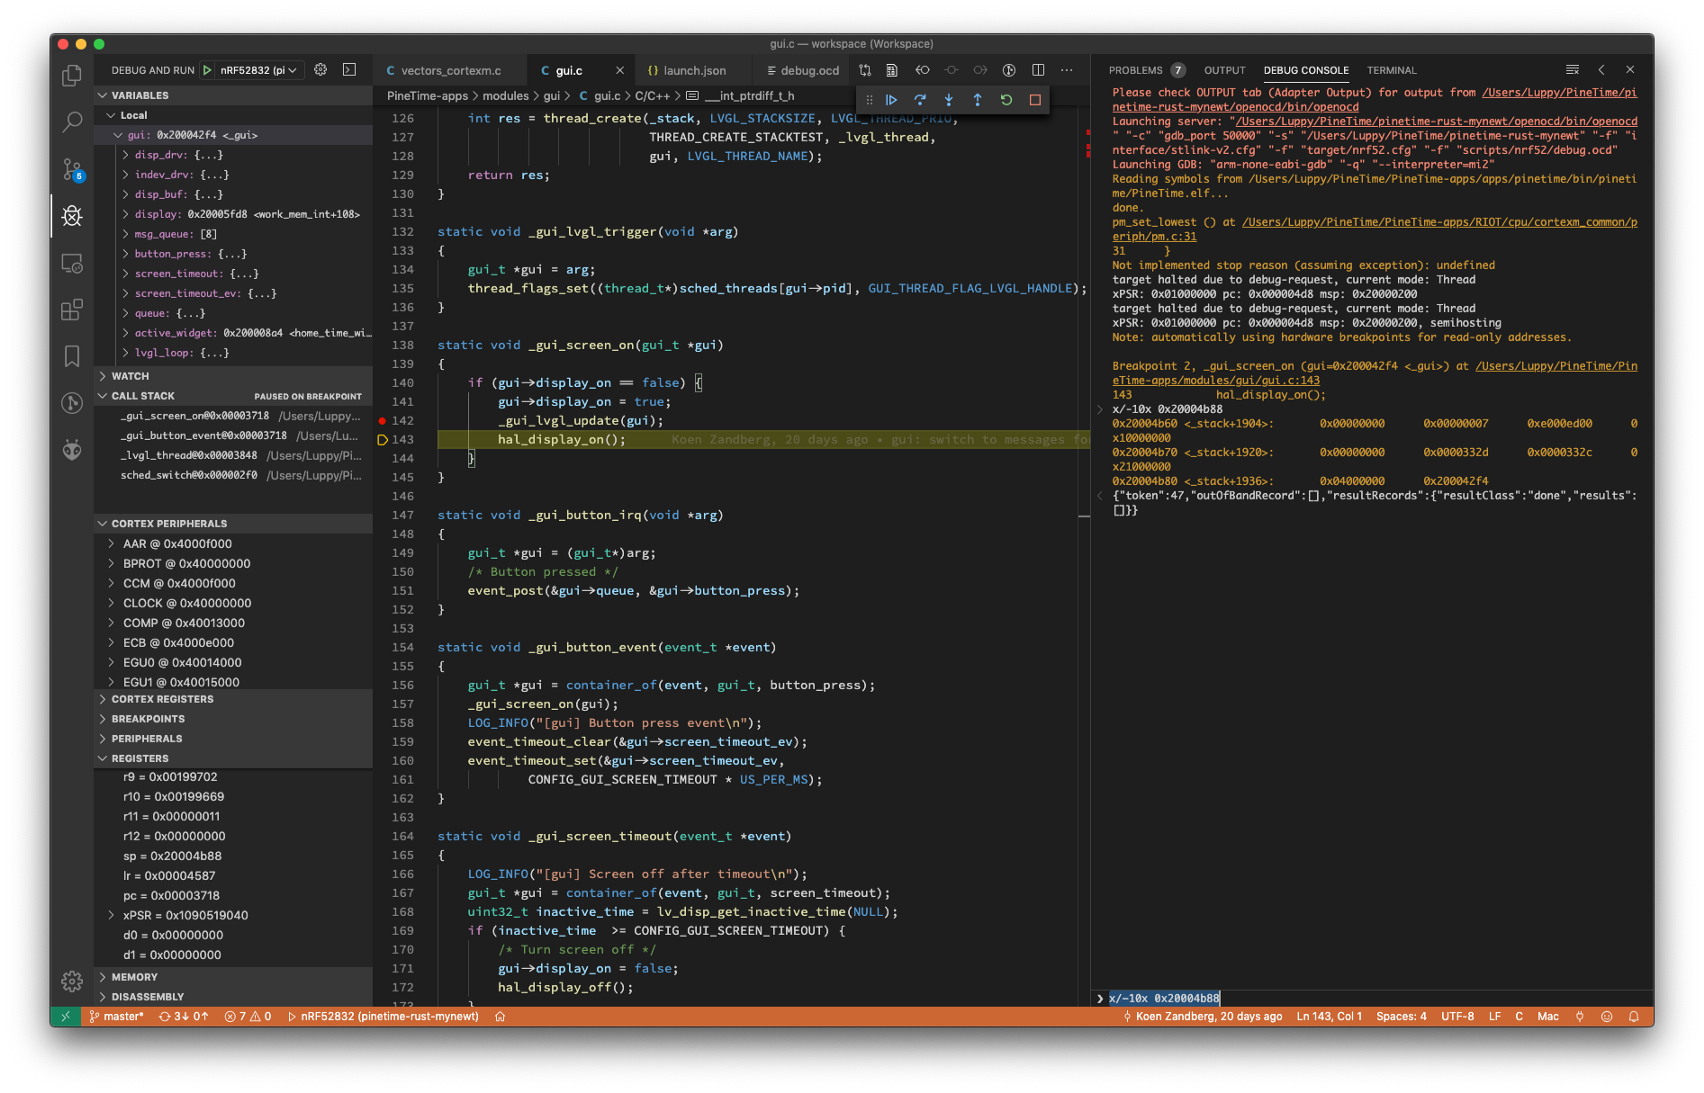 gui.c — workspace (Workspace)
DEBUG AND RUN nRF52832 (pi
vectors_cortexm.c gui.c launch.json debug.ocd
PROBLEMS 7 OUTPUT DEBUG CONSOLE TERMINAL
PineTime-apps > modules > gui > C gui.c > C/C++ > __int_ptrdiff_t_h
VARIABLES
Local
gui: 0x200042f4 <_gui>
disp_drv: {...}
indev_drv: {...}
disp_buf: {...}
display: 0x20005fd8 <work_mem_int+108>
msg_queue: [8]
button_press: {...}
screen_timeout: {...}
screen_timeout_ev: {...}
queue: {...}
active_widget: 0x200008a4 <home_time_wi...
lvgl_loop: {...}
WATCH
CALL STACK PAUSED ON BREAKPOINT
_gui_screen_on@0x00003718 /Users/Luppy...
_gui_button_event@0x00003718 /Users/Lu...
_lvgl_thread@0x00003848 /Users/Luppy/Pi...
sched_switch@0x000002f0 /Users/Luppy/Pi...
CORTEX PERIPHERALS
AAR @ 0x4000f000
BPROT @ 0x40000000
CCM @ 0x4000f000
CLOCK @ 0x40000000
COMP @ 0x40013000
ECB @ 0x4000e000
EGU0 @ 0x40014000
EGU1 @ 0x40015000
CORTEX REGISTERS
BREAKPOINTS
PERIPHERALS
REGISTERS
r9 = 0x00199702
r10 = 0x00199669
r11 = 0x00000011
r12 = 0x00000000
sp = 0x20004b88
lr = 0x00004587
pc = 0x00003718
xPSR = 0x1090519040
d0 = 0x00000000
d1 = 0x00000000
MEMORY
DISASSEMBLY
126 int res = thread_create(_stack, LVGL_STACKSIZE, LVGL_THREAD_PRIO,
127 THREAD_CREATE_STACKTEST, _lvgl_thread,
128 gui, LVGL_THREAD_NAME);
129 return res;
130 }
131
132 static void _gui_lvgl_trigger(void *arg)
133 {
134 gui_t *gui = arg;
135 thread_flags_set((thread_t*)sched_threads[gui->pid], GUI_THREAD_FLAG_LVGL_HANDLE);
136 }
137
138 static void _gui_screen_on(gui_t *gui)
139 {
140 if (gui->display_on == false) {
141 gui->display_on = true;
142 _gui_lvgl_update(gui);
143 hal_display_on(); Koen Zandberg, 20 days ago • gui: switch to messages fo
144 }
145 }
146
147 static void _gui_button_irq(void *arg)
148 {
149 gui_t *gui = (gui_t*)arg;
150 /* Button pressed */
151 event_post(&gui->queue, &gui->button_press);
152 }
153
154 static void _gui_button_event(event_t *event)
155 {
156 gui_t *gui = container_of(event, gui_t, button_press);
157 _gui_screen_on(gui);
158 LOG_INFO("[gui] Button press event\n");
159 event_timeout_clear(&gui->screen_timeout_ev);
160 event_timeout_set(&gui->screen_timeout_ev,
161 CONFIG_GUI_SCREEN_TIMEOUT * US_PER_MS);
162 }
163
164 static void _gui_screen_timeout(event_t *event)
165 {
166 LOG_INFO("[gui] Screen off after timeout\n");
167 gui_t *gui = container_of(event, gui_t, screen_timeout);
168 uint32_t inactive_time = lv_disp_get_inactive_time(NULL);
169 if (inactive_time >= CONFIG_GUI_SCREEN_TIMEOUT) {
170 /* Turn screen off */
171 gui->display_on = false;
172 hal_display_off();
173 }
Please check OUTPUT tab (Adapter Output) for output from /Users/Luppy/PineTime/pi
netime-rust-mynewt/openocd/bin/openocd
Launching server: "/Users/Luppy/PineTime/pinetime-rust-mynewt/openocd/bin/openocd
" "-c" "gdb_port 50000" "-s" "/Users/Luppy/PineTime/pinetime-rust-mynewt" "-f" "i
nterface/stlink-v2.cfg" "-f" "target/nrf52.cfg" "-f" "scripts/nrf52/debug.ocd"
Launching GDB: "arm-none-eabi-gdb" "-q" "--interpreter=mi2"
Reading symbols from /Users/Luppy/PineTime/PineTime-apps/apps/pinetime/bin/pineti
me/PineTime.elf...
done.
pm_set_lowest () at /Users/Luppy/PineTime/PineTime-apps/RIOT/cpu/cortexm_common/p
eriph/pm.c:31
31 }
Not implemented stop reason (assuming exception): undefined
target halted due to debug-request, current mode: Thread
xPSR: 0x01000000 pc: 0x000004d8 msp: 0x20000200
target halted due to debug-request, current mode: Thread
xPSR: 0x01000000 pc: 0x000004d8 msp: 0x20000200, semihosting
Note: automatically using hardware breakpoints for read-only addresses.
Breakpoint 2, _gui_screen_on (gui=0x200042f4 <_gui>) at /Users/Luppy/PineTime/Pin
eTime-apps/modules/gui/gui.c:143
143 hal_display_on();
x/-10x 0x20004b88
0x20004b60 <_stack+1904>: 0x00000000 0x00000007 0xe000ed00 0
x10000000
0x20004b70 <_stack+1920>: 0x00000000 0x0000332d 0x0000332c 0
x21000000
0x20004b80 <_stack+1936>: 0x04000000 0x200042f4
{"token":47,"outOfBandRecord":[],"resultRecords":{"resultClass":"done","results":
[]}}
x/-10x 0x20004b88
master* 3↓ 0↑ 7 0 nRF52832 (pinetime-rust-mynewt) Koen Zandberg, 20 days ago Ln 143, Col 1 Spaces: 4 UTF-8 LF C Mac